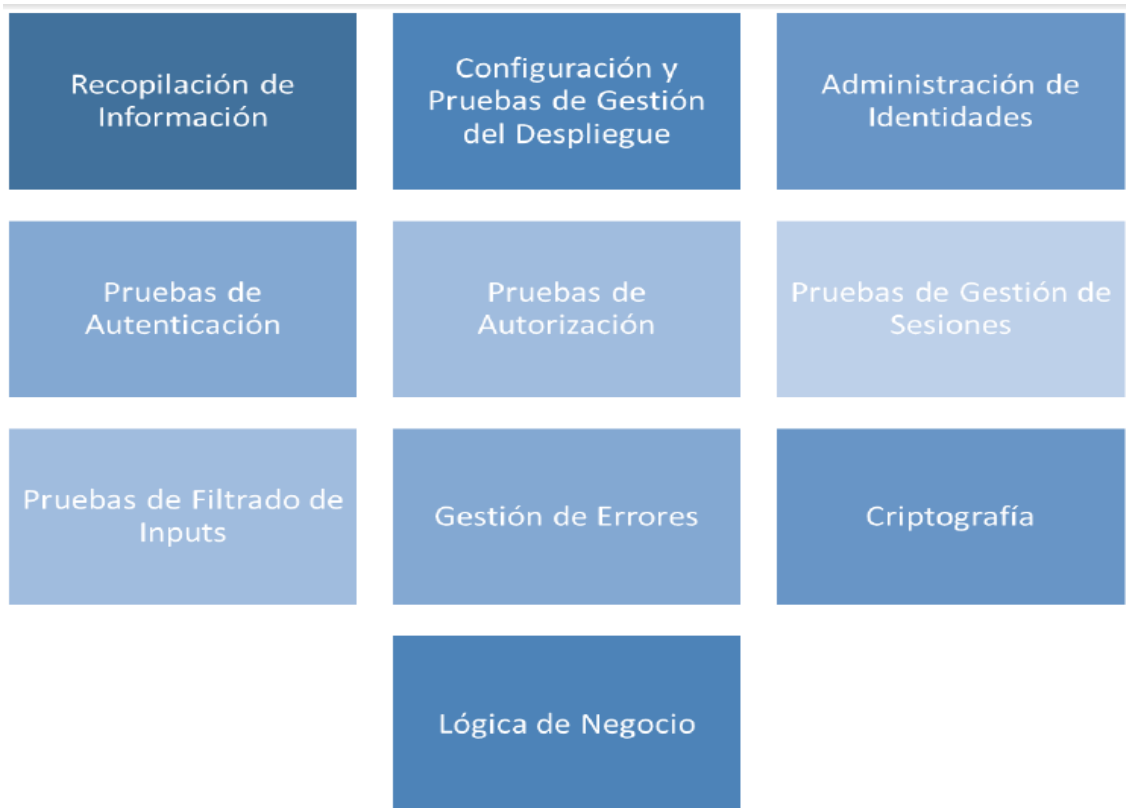 Recopilación de
Información
Configuración y
Pruebas de Gestión
del Despliegue
Administración de
Identidades
Pruebas de
Autenticación
Pruebas de
Autorización
Pruebas de Gestión de
Sesiones
Pruebas de Filtrado de
Inputs
Gestión de Errores
Criptografía
Lógica de Negocio